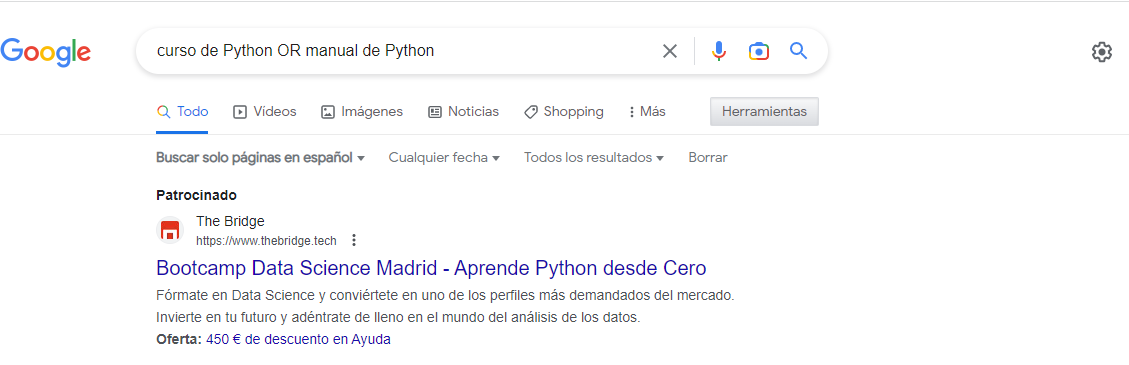 Google
curso de Python OR manual de Python
Todo Vídeos Imágenes Noticias Shopping Más Herramientas
Buscar solo páginas en español Cualquier fecha Todos los resultados Borrar
Patrocinado
The Bridge
https://www.thebridge.tech
Bootcamp Data Science Madrid - Aprende Python desde Cero
Fórmate en Data Science y conviértete en uno de los perfiles más demandados del mercado.
Invierte en tu futuro y adéntrate de lleno en el mundo del análisis de los datos.
Oferta: 450 € de descuento en Ayuda